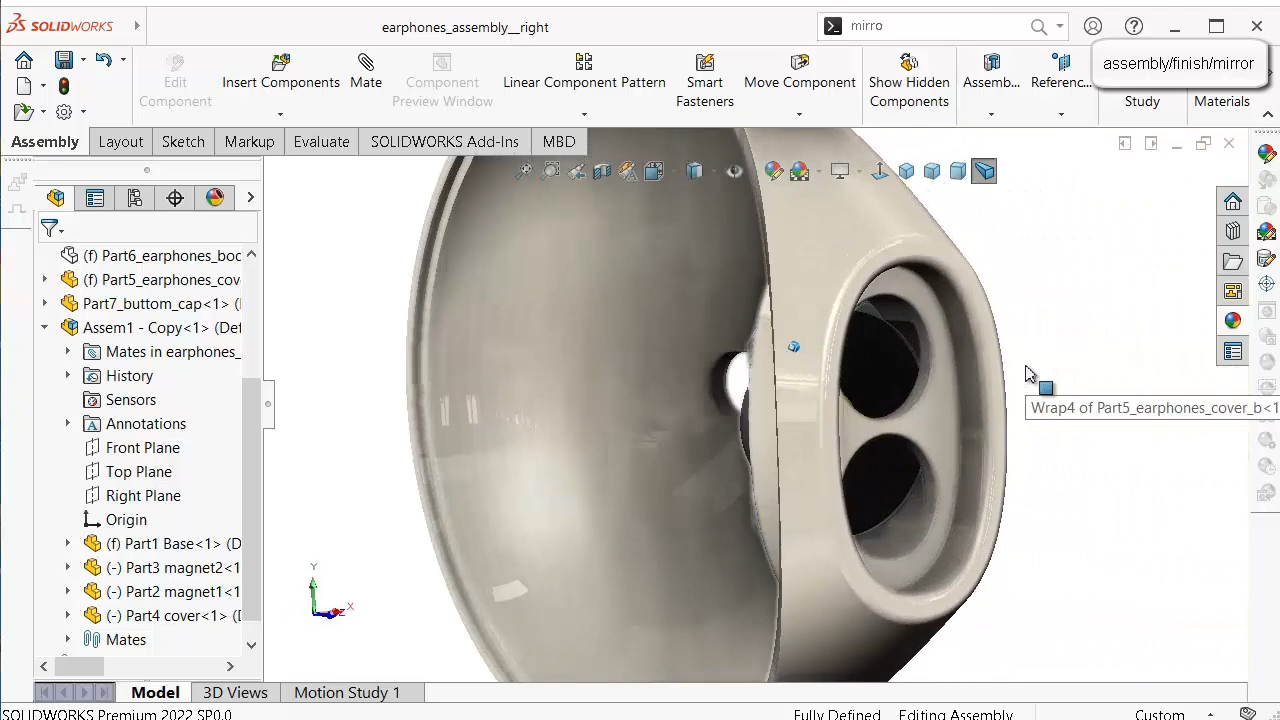 SOLIDWORKS
earphones_assembly__right
mirro
assembly/finish/mirror
Edit
Component
Insert Components
Mate
Component
Preview Window
Linear Component Pattern
Smart
Fasteners
Move Component
Show Hidden
Components
Assemb...
Referenc...
Study
Materials
Assembly
Layout
Sketch
Markup
Evaluate
SOLIDWORKS Add-Ins
MBD
(f) Part6_earphones_boc
(f) Part5_earphones_cov
Part7_buttom_cap<1> (
Assem1 - Copy<1> (Def
Mates in earphones_
History
Sensors
Annotations
Front Plane
Top Plane
Right Plane
Origin
(f) Part1 Base<1> (D
(-) Part3 magnet2<1
(-) Part2 magnet1<1
(-) Part4 cover<1> (D
Mates
Wrap4 of Part5_earphones_cover_b<1
Y
X
Z
Model
3D Views
Motion Study 1
SOLIDWORKS Premium 2022 SP0.0
Fully Defined
Editing Assembly
Custom